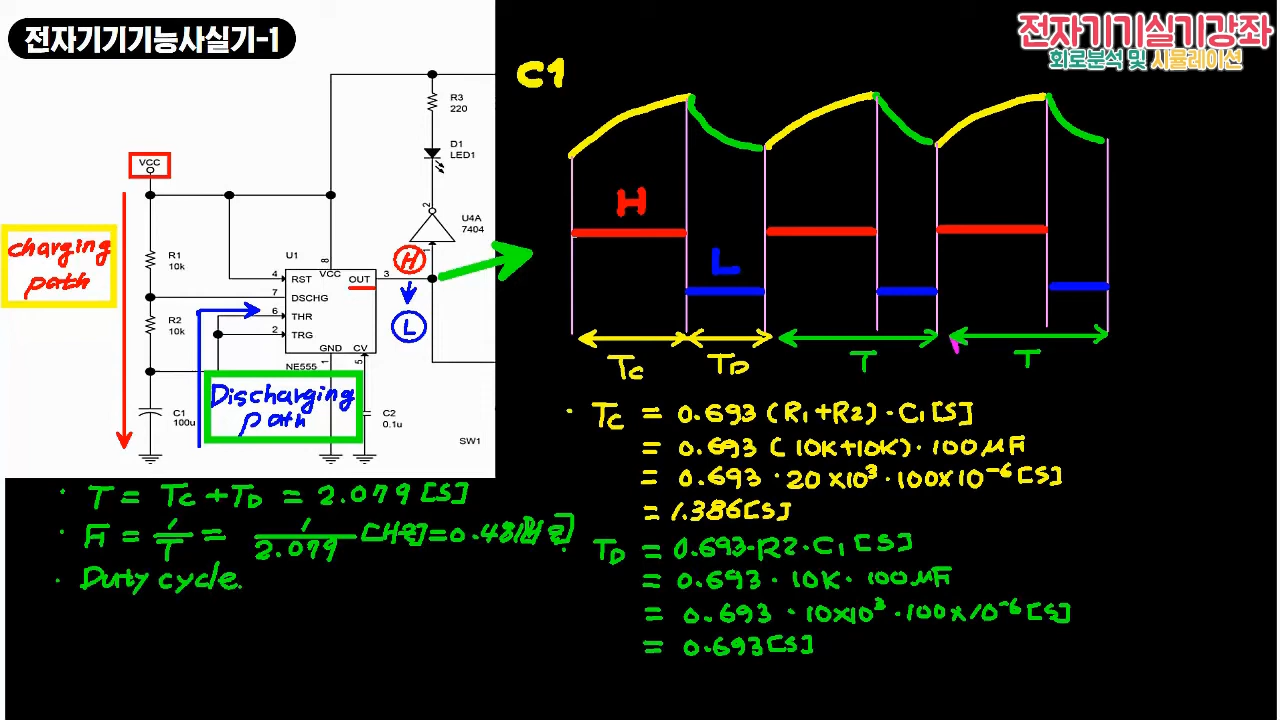 전자기기기능사실기-1
전자기기실기강좌
회로분석 및 시뮬레이션
C1
R3
220
D1
LED1
VCC
2
U4A
7404
1
H
L
charging
path
R1
10k
R2
10k
U1
8
VCC
4 RST OUT 3
7 DSCHG
6 THR
2 TRG
GND CV
1 5
NE555
Discharging
path
C1
100u
C2
0.1u
SW1
H
L
Tc TD T T
· Tc = 0.693 (R1+R2) · C1 [S]
= 0.693 (10K+10K) · 100μF
= 0.693 · 20×10³ · 100×10⁻⁶ [S]
= 1.386[S]
· TD = 0.693·R2·C1 [S]
= 0.693 · 10K · 100μF
= 0.693 · 10×10³ · 100×10⁻⁶ [S]
= 0.693[S]
· T = Tc + TD = 2.079 [S]
· F = 1/T = 1/2.079 [Hz] = 0.481[Hz]
· Duty cycle.